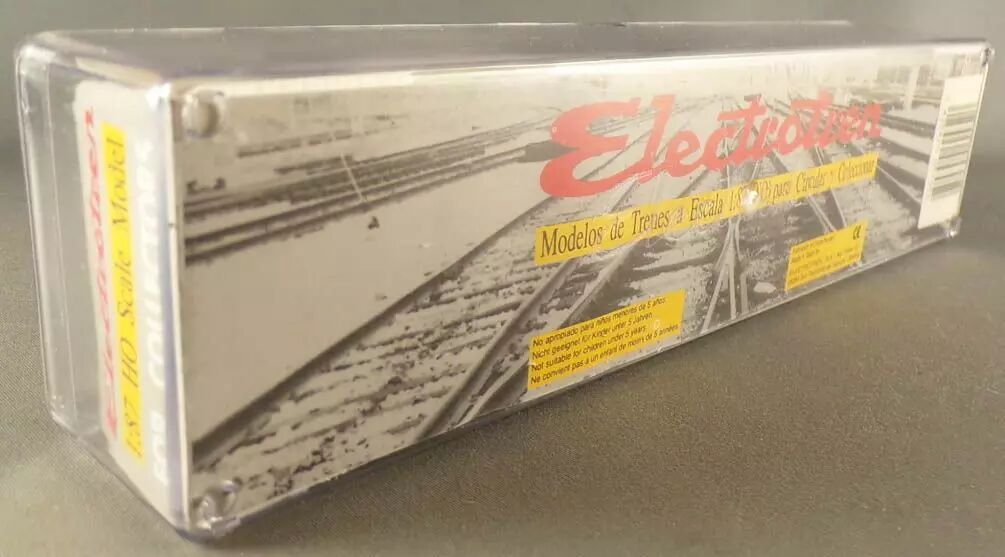 Electrotren
1:87 HO Scale Model
FOR COLLECTORS
Electrotren
Modelos de Trenes a Escala 1:87 (HO) para Circular y Coleccionar
No apropiado para niños menores de 5 años.
Nicht geeignet für Kinder unter 5 Jahren.
Not suitable for children under 5 years.
Ne convient pas à un enfant de moins de 5 années.
CE